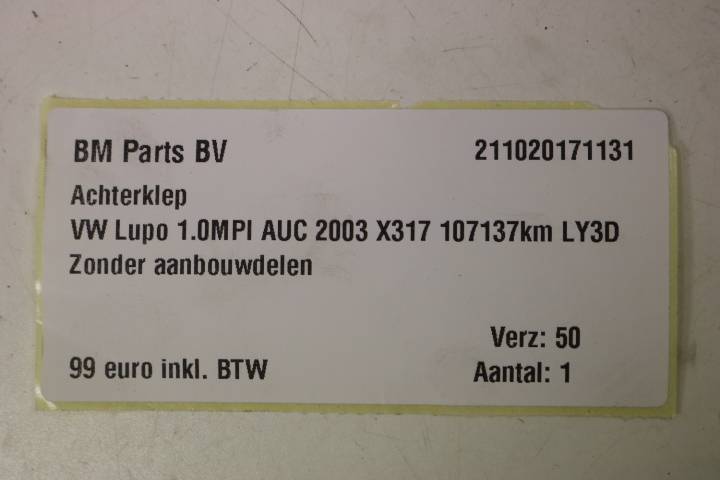 BM Parts BV 211020171131
Achterklep
VW Lupo 1.0MPI AUC 2003 X317 107137km LY3D
Zonder aanbouwdelen
Verz: 50
99 euro inkl. BTW Aantal: 1